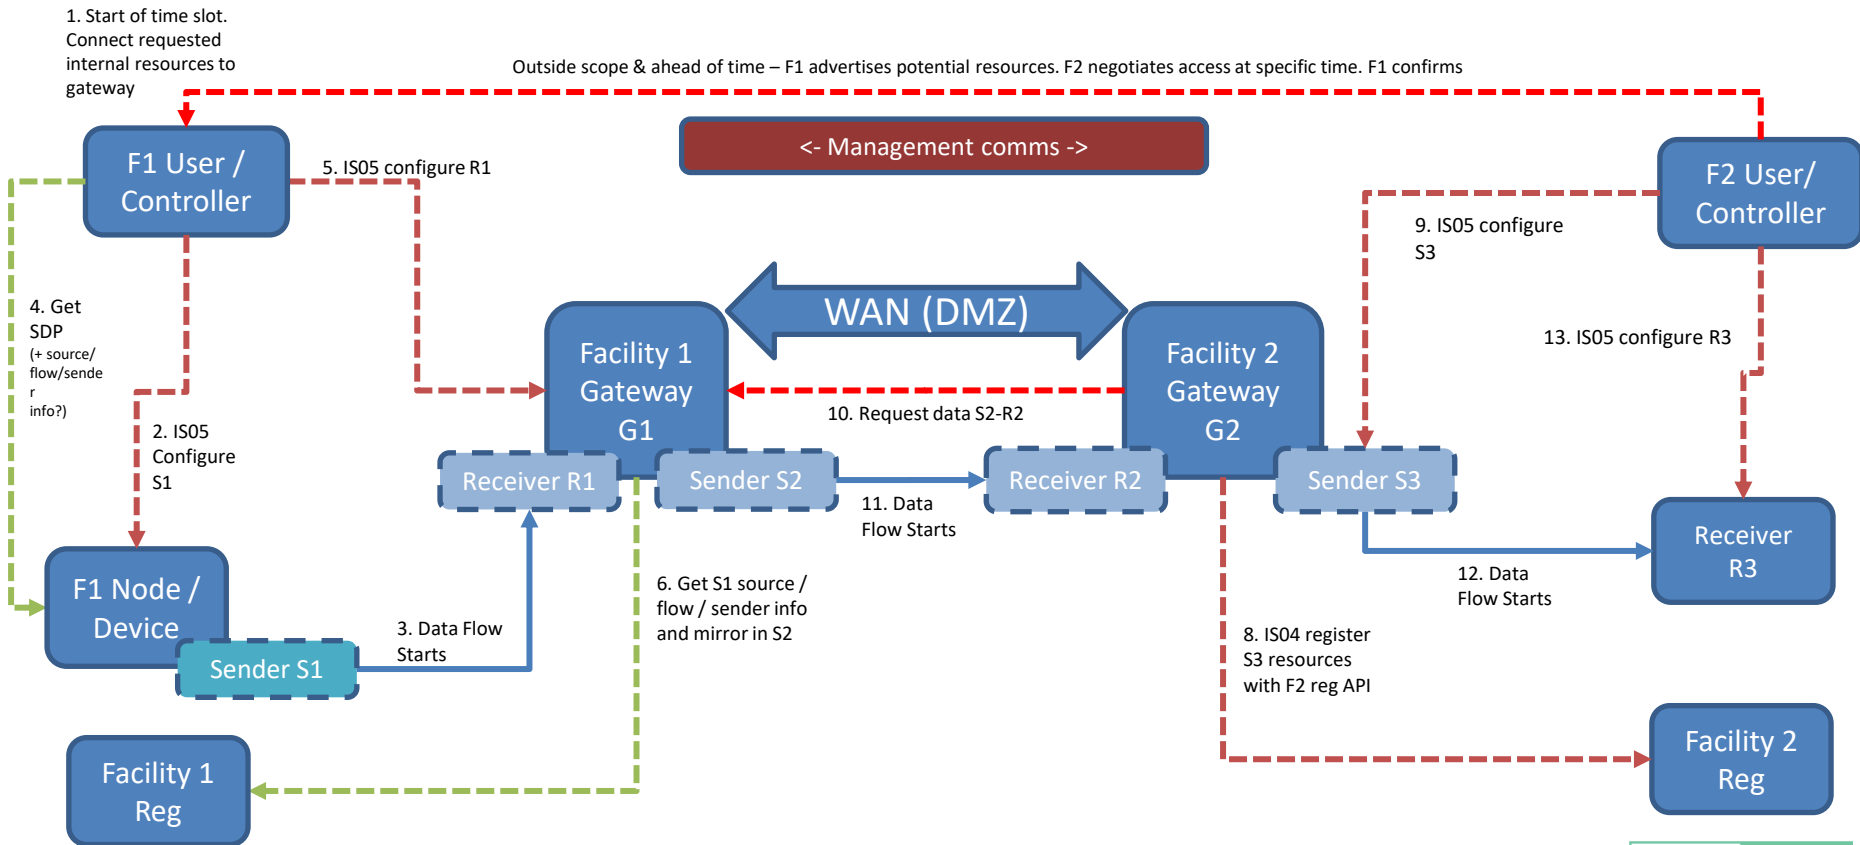 1. Start of time slot.
Connect requested
internal resources to
gateway
Outside scope & ahead of time – F1 advertises potential resources. F2 negotiates access at specific time. F1 confirms
<- Management comms ->
F1 User /
Controller
5. IS05 configure R1
F2 User/
Controller
9. IS05 configure
S3
4. Get
SDP
(+ source/
flow/sende
r
info?)
WAN (DMZ)
13. IS05 configure R3
Facility 1
Gateway
G1
Facility 2
Gateway
G2
10. Request data S2-R2
2. IS05
Configure
S1
Receiver R1
Sender S2
Receiver R2
Sender S3
11. Data
Flow Starts
Receiver
R3
F1 Node /
Device
Sender S1
3. Data Flow
Starts
6. Get S1 source /
flow / sender info
and mirror in S2
12. Data
Flow Starts
8. IS04 register
S3 resources
with F2 reg API
Facility 1
Reg
Facility 2
Reg